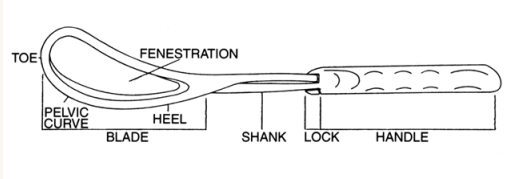 FENESTRATION
TOE
PELVIC
CURVE
HEEL
BLADE
SHANK
LOCK
HANDLE